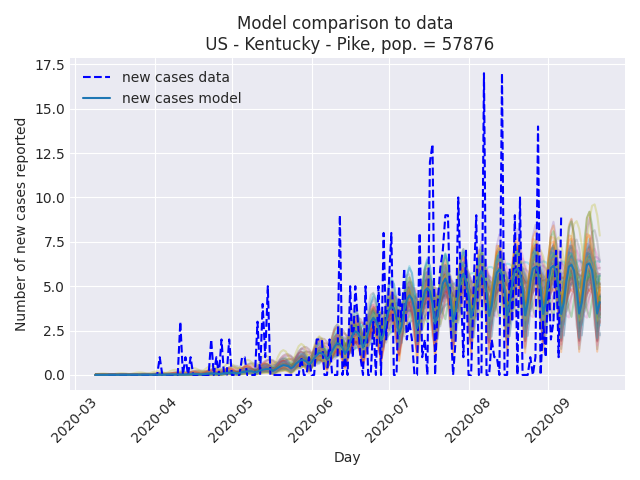 Model comparison to data
US - Kentucky - Pike, pop. = 57876
new cases data
new cases model
Number of new cases reported
17.5
15.0
12.5
10.0
7.5
5.0
2.5
0.0
2020-03
2020-04
2020-05
2020-06
2020-07
2020-08
2020-09
Day